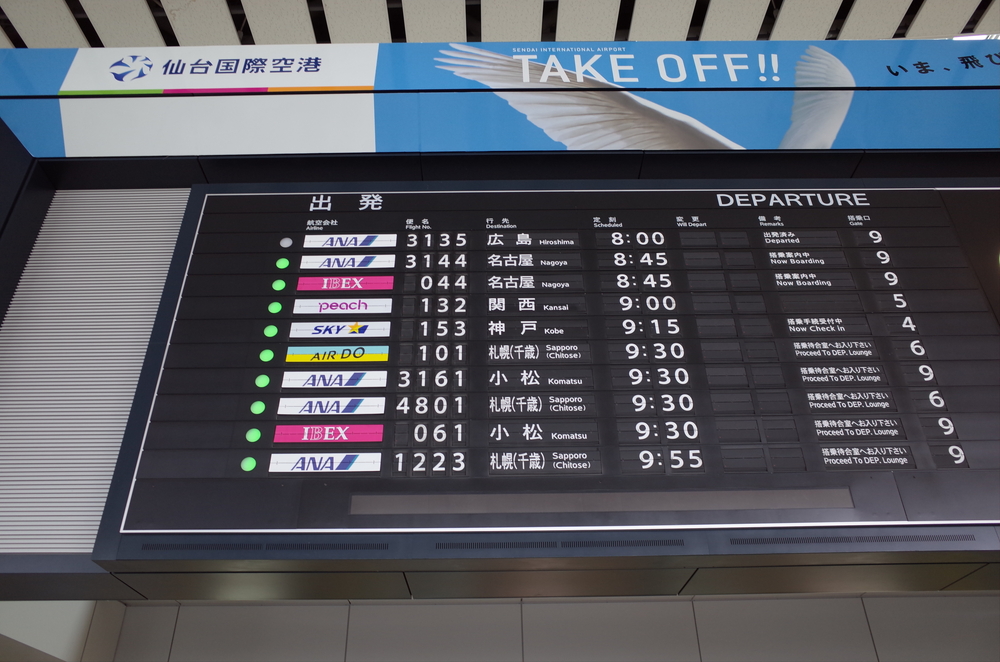 仙台国際空港
SENDAI INTERNATIONAL AIRPORT
TAKE OFF!!
いま、飛び
出発 DEPARTURE
航空会社 便名 行先 定刻 変更 備考 搭乗口
Airline Flight No. Destination Scheduled Will Depart Remarks Gate
ANA 3135 広島 Hiroshima 8:00 出発済み Departed 9
ANA 3144 名古屋 Nagoya 8:45 搭乗案内中 Now Boarding 9
IBEX 044 名古屋 Nagoya 8:45 搭乗案内中 Now Boarding 9
peach 132 関西 Kansai 9:00 5
SKY 153 神戸 Kobe 9:15 搭乗手続受付中 Now Check in 4
AIR DO 101 札幌(千歳) Sapporo (Chitose) 9:30 搭乗待合室へお入り下さい Proceed To DEP. Lounge 6
ANA 3161 小松 Komatsu 9:30 搭乗待合室へお入り下さい Proceed To DEP. Lounge 9
ANA 4801 札幌(千歳) Sapporo (Chitose) 9:30 搭乗待合室へお入り下さい Proceed To DEP. Lounge 6
IBEX 061 小松 Komatsu 9:30 搭乗待合室へお入り下さい Proceed To DEP. Lounge 9
ANA 1223 札幌(千歳) Sapporo (Chitose) 9:55 搭乗待合室へお入り下さい Proceed To DEP. Lounge 9